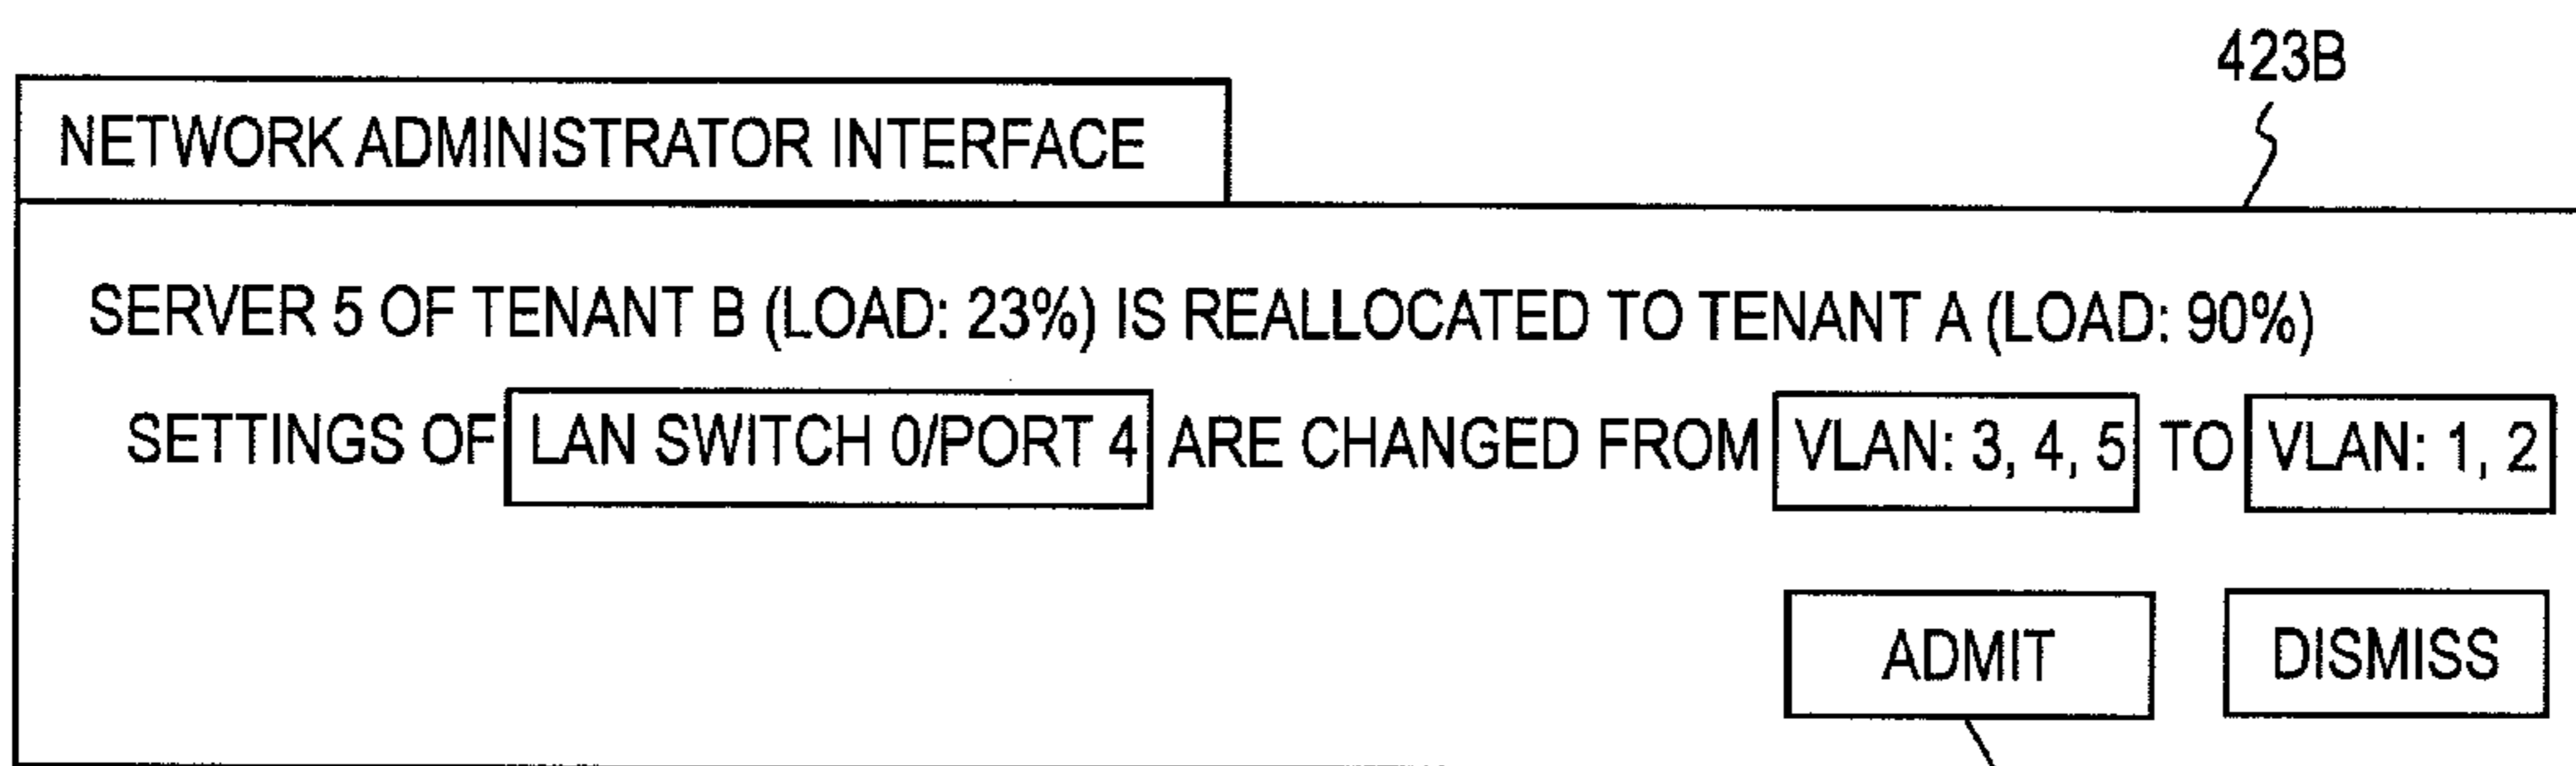 423B
NETWORK ADMINISTRATOR INTERFACE
SERVER 5 OF TENANT B (LOAD: 23%) IS REALLOCATED TO TENANT A (LOAD: 90%)
SETTINGS OF LAN SWITCH 0/PORT 4 ARE CHANGED FROM VLAN: 3, 4, 5 TO VLAN: 1, 2
ADMIT DISMISS